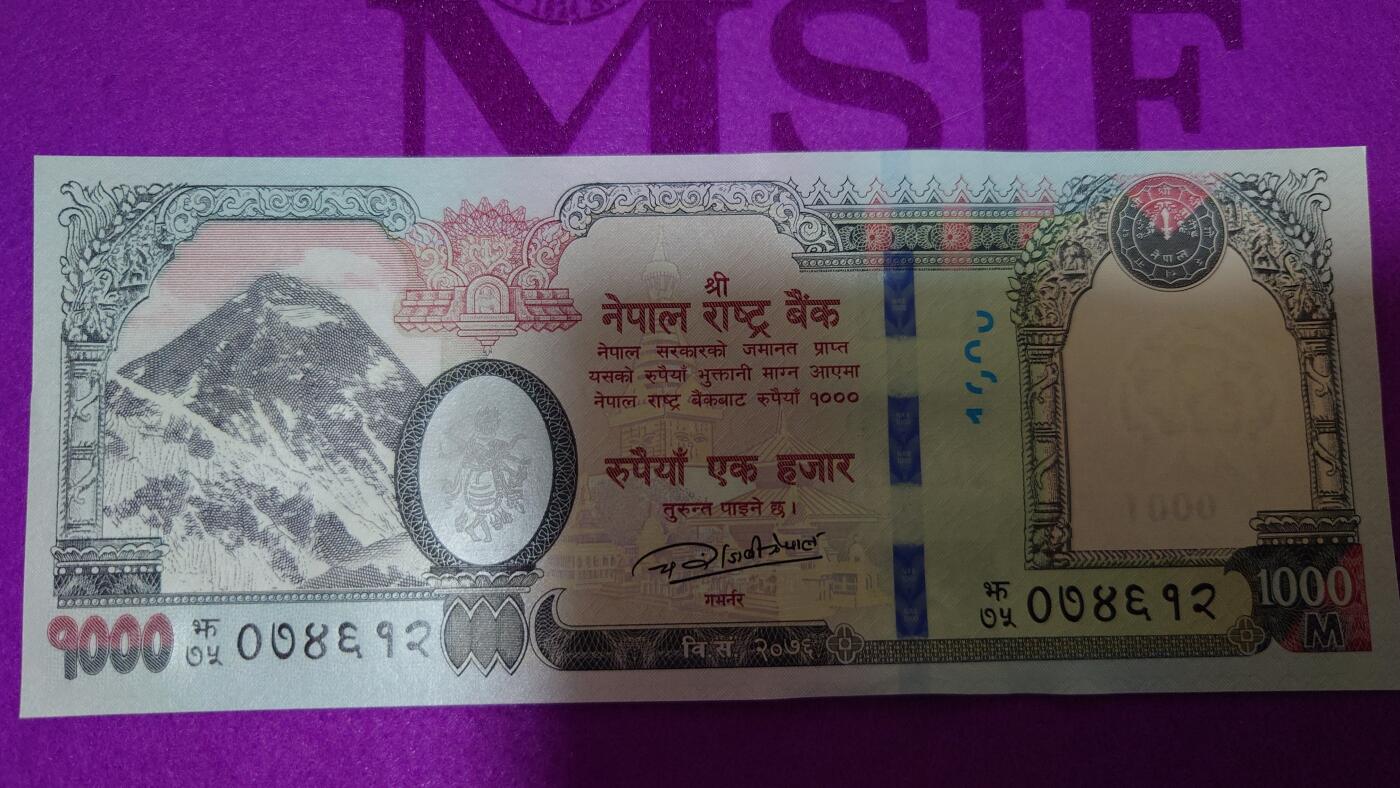 MSIF
श्री
नेपाल राष्ट्र बैंक
नेपाल सरकारको जमानत प्राप्त
यसको रुपैयाँ भुक्तानी माग्न आएमा
नेपाल राष्ट्र बैंकबाट रुपैयाँ १०००
रुपैयाँ एक हजार
तुरुन्त पाइने छ।
गभर्नर
वि सं २०७६
१०००
झ
७५ ०७४६१२
झ
७५ ०७४६१२
1000
M
1000